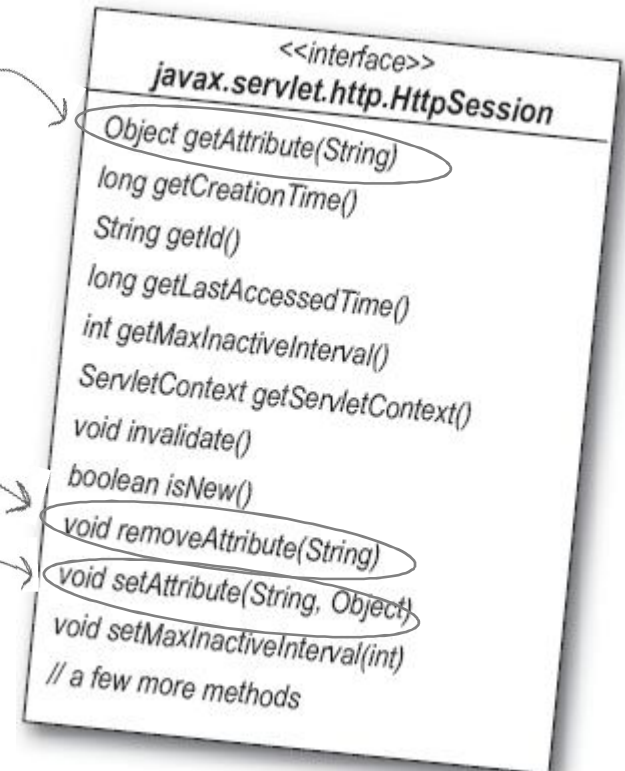 <<interface>>
javax.servlet.http.HttpSession
Object getAttribute(String)
long getCreationTime()
String getId()
long getLastAccessedTime()
int getMaxInactiveInterval()
ServletContext getServletContext()
void invalidate()
boolean isNew()
void removeAttribute(String)
void setAttribute(String, Object)
void setMaxInactiveInterval(int)
// a few more methods